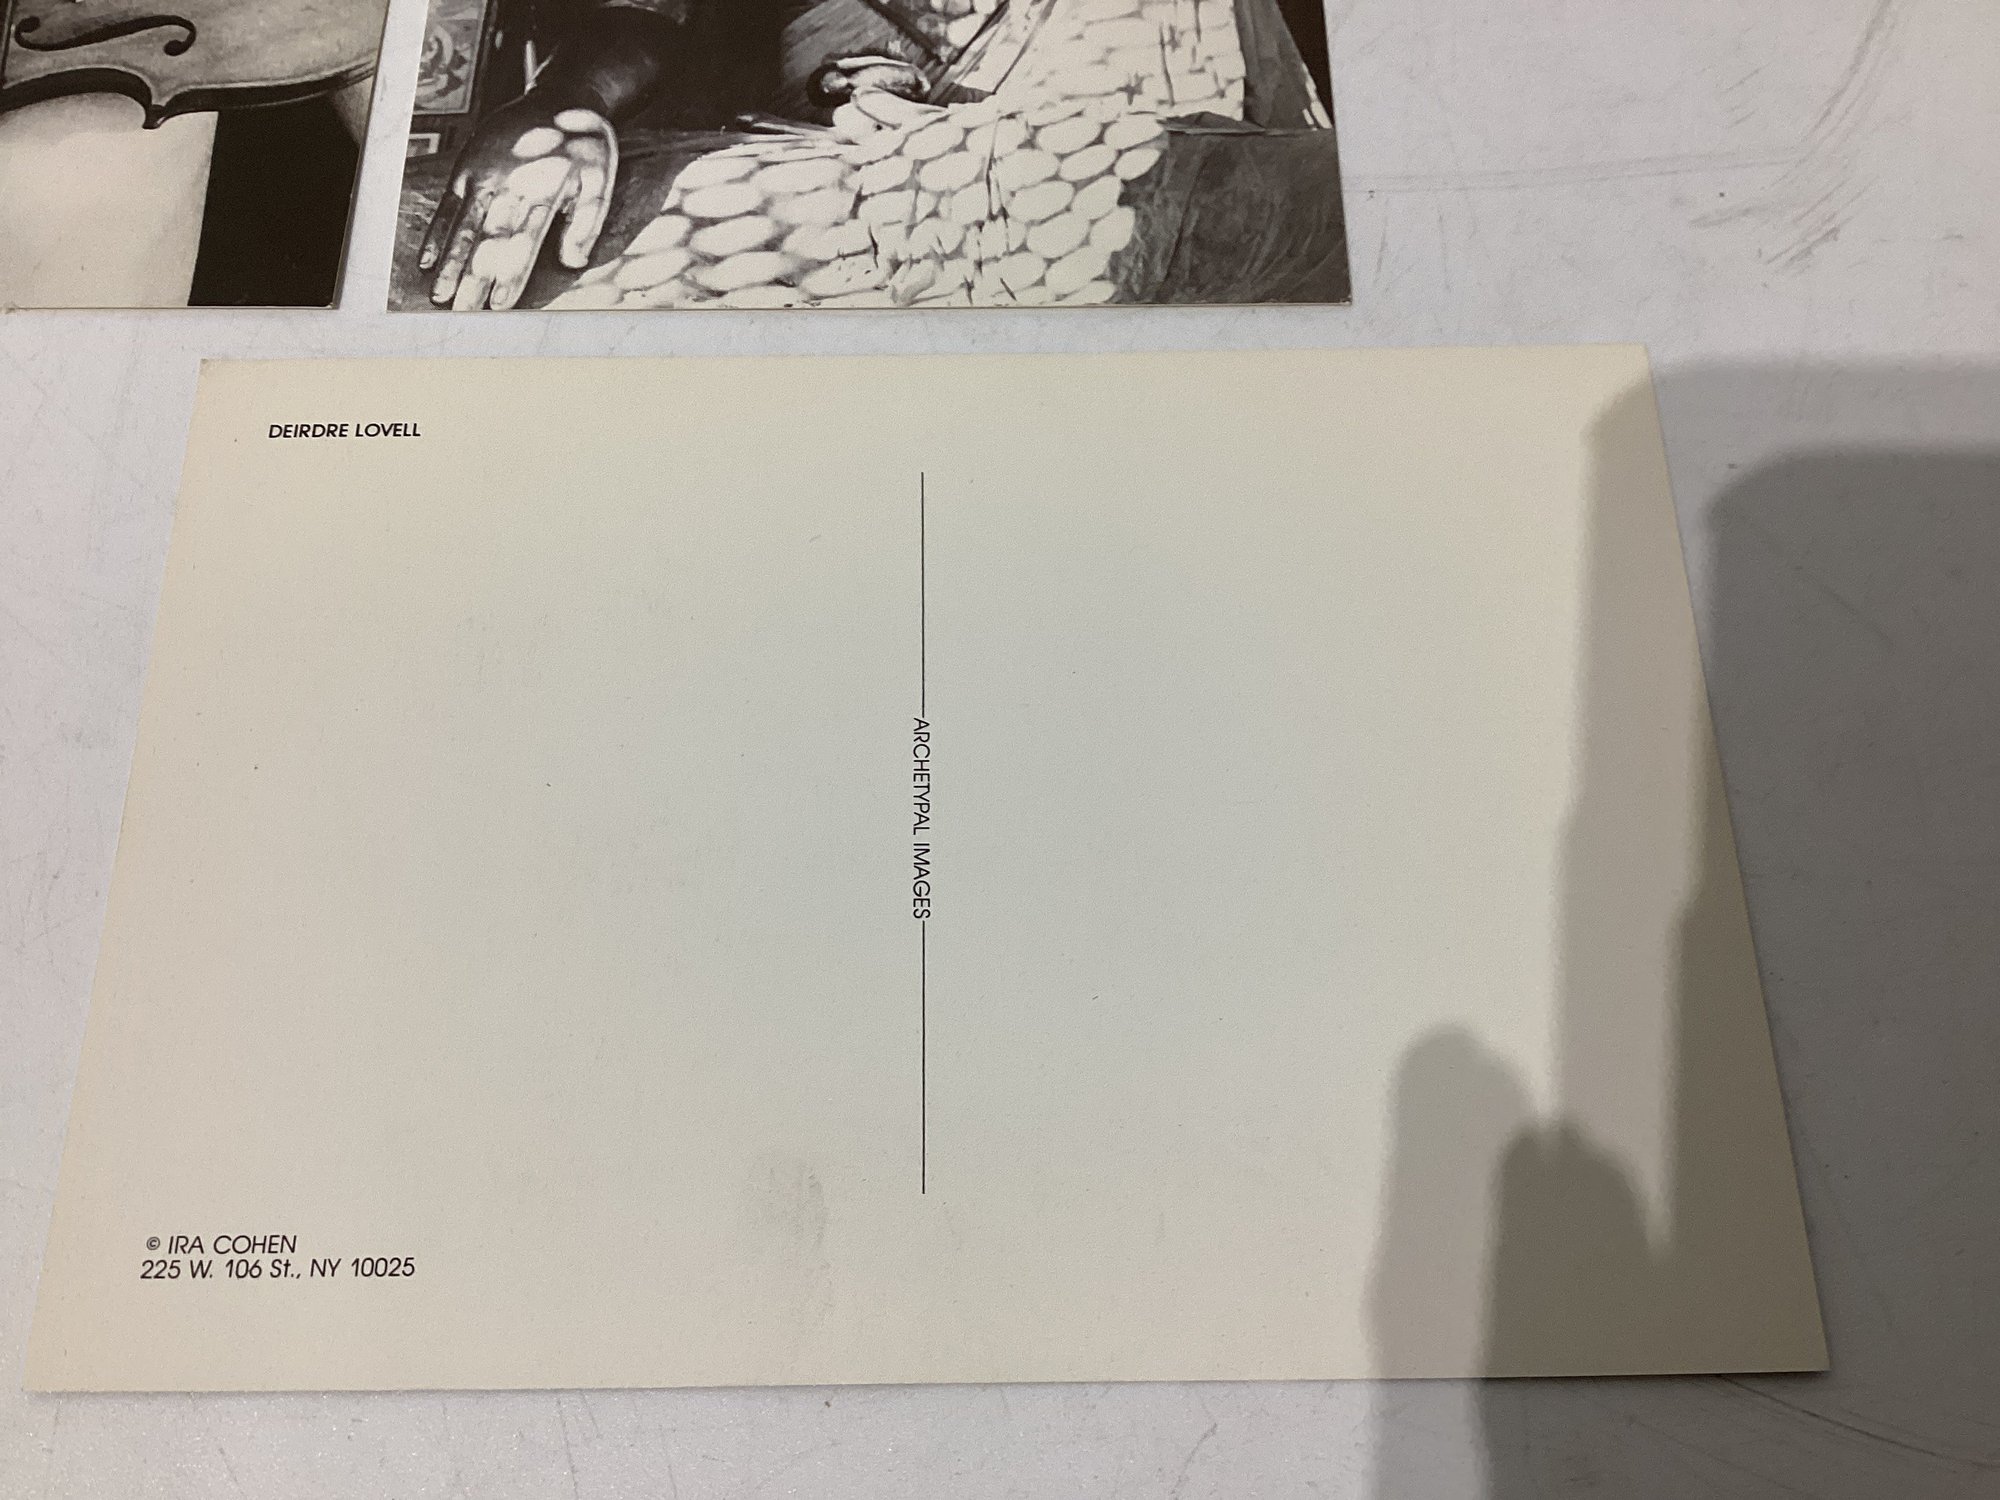 DEIRDRE LOVELL
ARCHETYPAL IMAGES
© IRA COHEN
225 W. 106 St., NY 10025